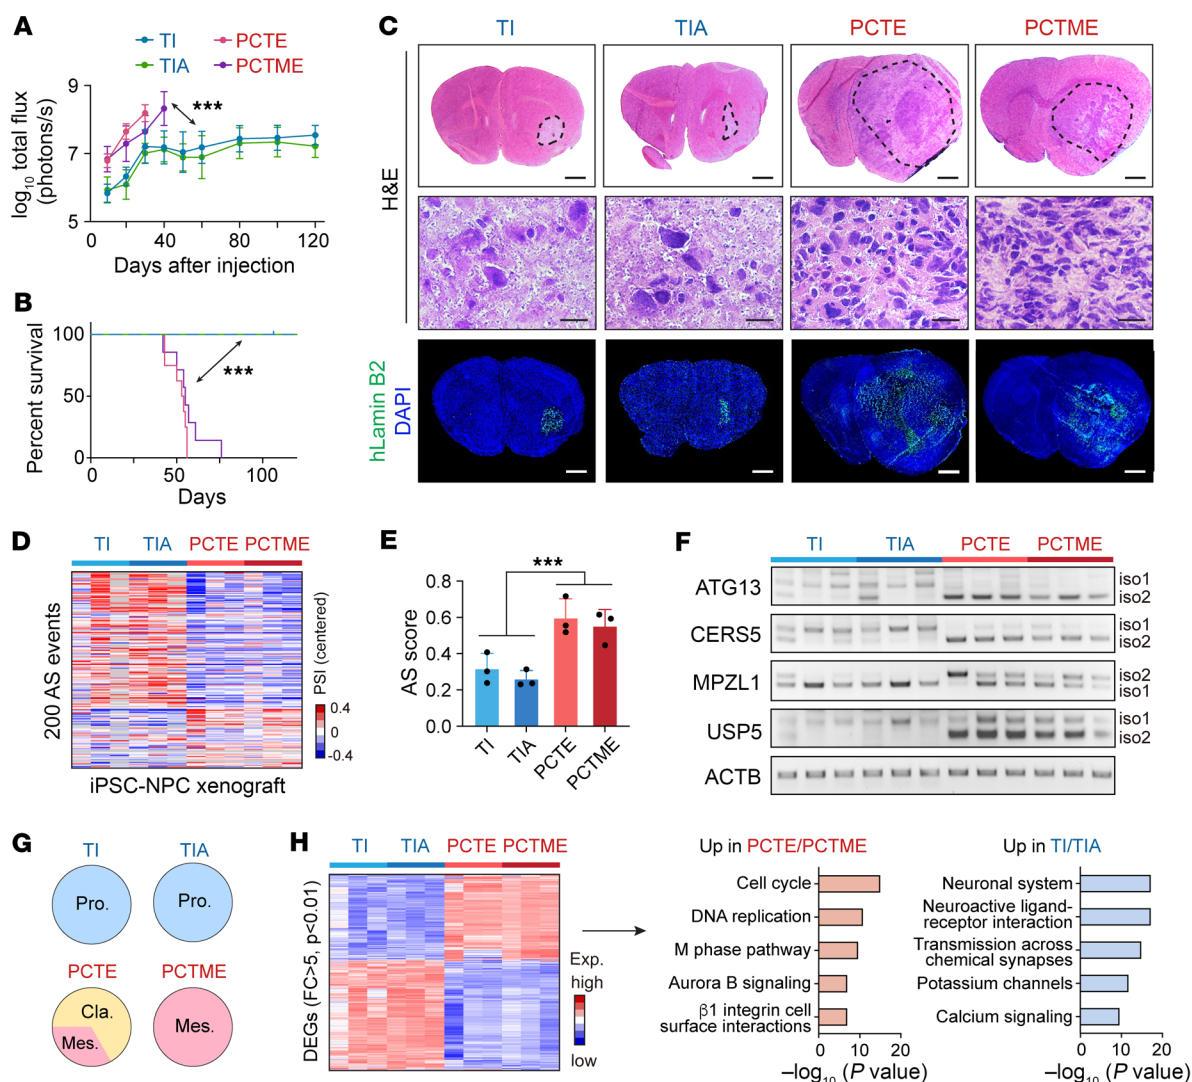 A
TI
PCTE
TIA
PCTME
log10 total flux
(photons/s)
9
7
5
***
0
40
80
120
Days after injection
B
Percent survival
100
50
0
***
0
50
100
Days
C
TI
TIA
PCTE
PCTME
H&E
hLamin B2
DAPI
D
TI
TIA
PCTE
PCTME
200 AS events
PSI (centered)
0.4
0
-0.4
iPSC-NPC xenograft
E
***
AS score
0.8
0.6
0.4
0.2
0.0
TI
TIA
PCTE
PCTME
F
TI
TIA
PCTE
PCTME
ATG13
iso1
iso2
CERS5
iso1
iso2
MPZL1
iso2
iso1
USP5
iso1
iso2
ACTB
G
TI
TIA
Pro.
Pro.
PCTE
PCTME
Cla.
Mes.
Mes.
H
TI
TIA
PCTE
PCTME
DEGs (FC>5, p<0.01)
Exp.
high
low
Up in PCTE/PCTME
Cell cycle
DNA replication
M phase pathway
Aurora B signaling
β1 integrin cell
surface interactions
0
10
20
–log10 (P value)
Up in TI/TIA
Neuronal system
Neuroactive ligand-
receptor interaction
Transmission across
chemical synapses
Potassium channels
Calcium signaling
0
10
20
–log10 (P value)